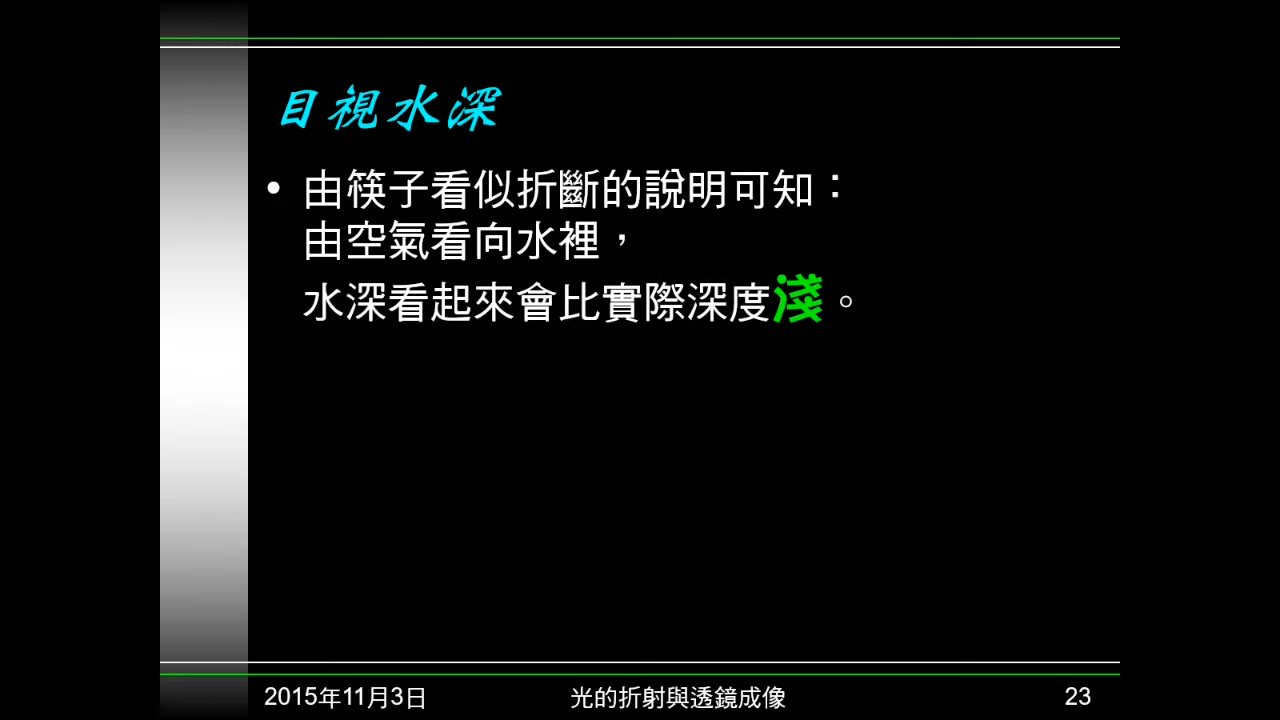 目視水深
• 由筷子看似折斷的說明可知：
由空氣看向水裡，
水深看起來會比實際深度淺。
2015年11月3日
光的折射與透鏡成像
23